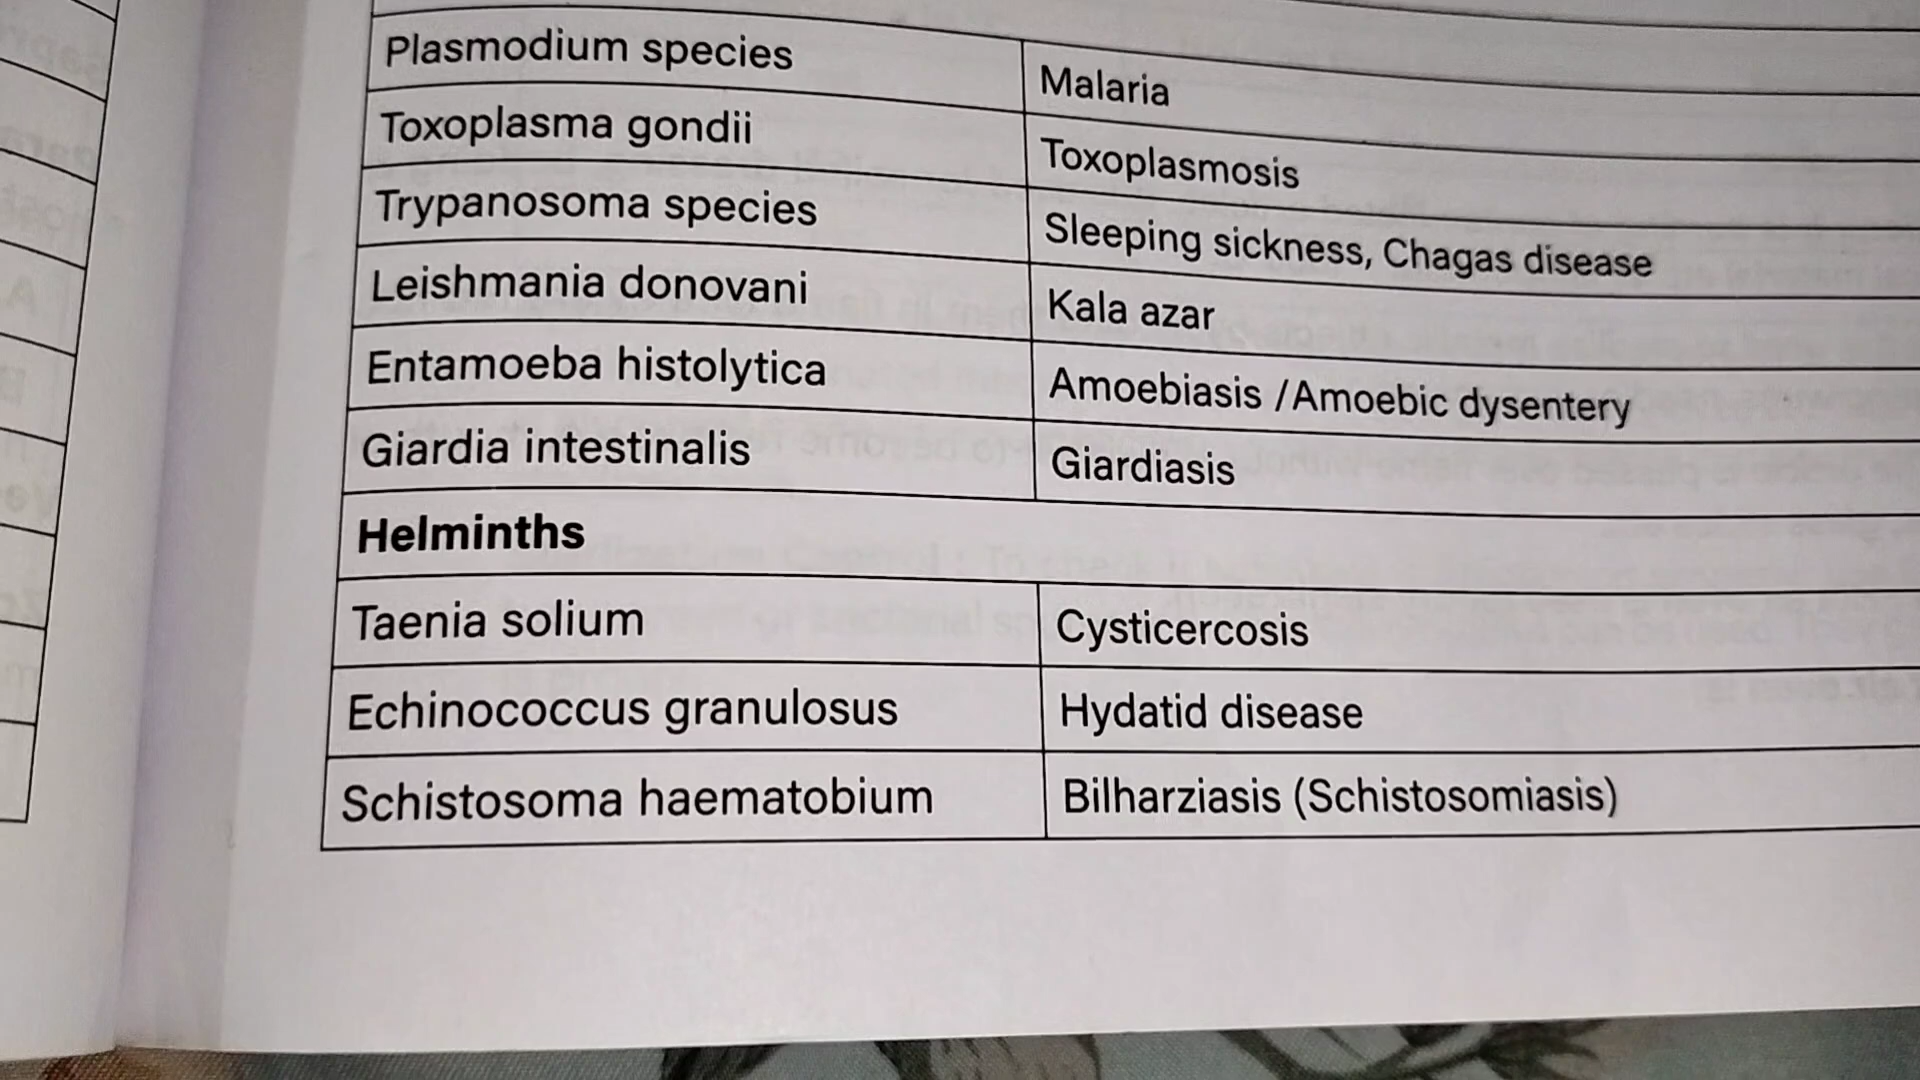 Plasmodium species Malaria
Toxoplasma gondii Toxoplasmosis
Trypanosoma species Sleeping sickness, Chagas disease
Leishmania donovani Kala azar
Entamoeba histolytica Amoebiasis /Amoebic dysentery
Giardia intestinalis Giardiasis
Helminths
Taenia solium Cysticercosis
Echinococcus granulosus Hydatid disease
Schistosoma haematobium Bilharziasis (Schistosomiasis)